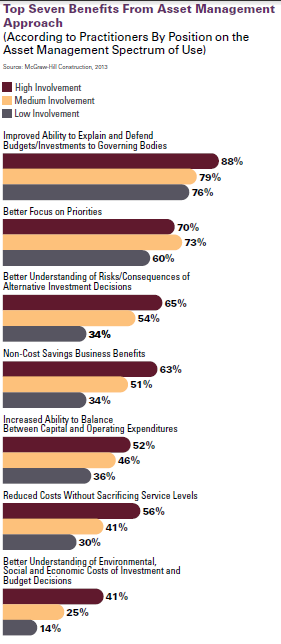 Top Seven Benefits From Asset Management
Approach
(According to Practitioners By Position on the
Asset Management Spectrum of Use)
Source: McGraw-Hill Construction, 2013
High Involvement
Medium Involvement
Low Involvement
Improved Ability to Explain and Defend
Budgets/Investments to Governing Bodies
88%
79%
76%
Better Focus on Priorities
70%
73%
60%
Better Understanding of Risks/Consequences of
Alternative Investment Decisions
65%
54%
34%
Non-Cost Savings Business Benefits
63%
51%
34%
Increased Ability to Balance
Between Capital and Operating Expenditures
52%
46%
36%
Reduced Costs Without Sacrificing Service Levels
56%
41%
30%
Better Understanding of Environmental,
Social and Economic Costs of Investment and
Budget Decisions
41%
25%
14%